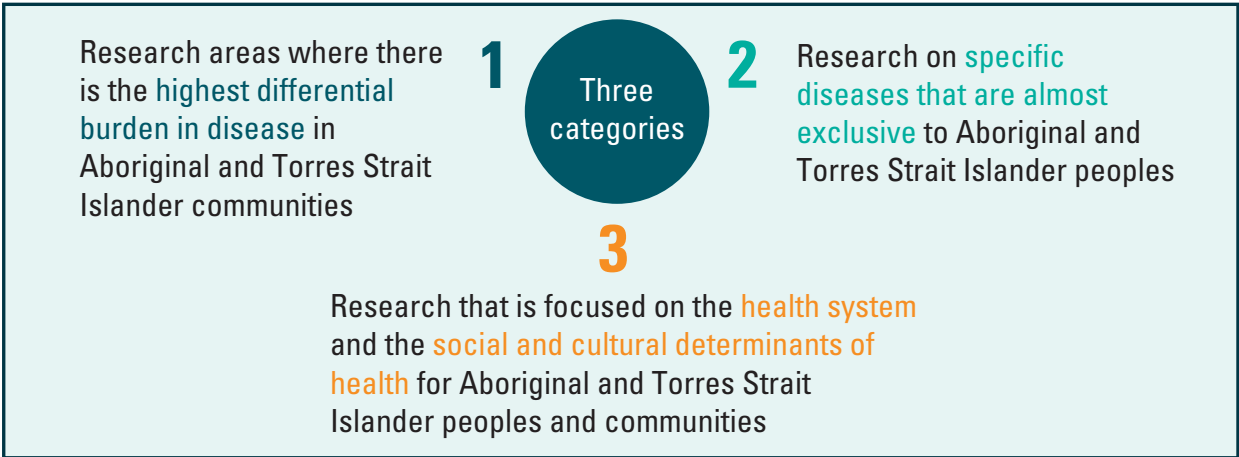 Three
categories
1
Research areas where there
is the highest differential
burden in disease in
Aboriginal and Torres Strait
Islander communities
2
Research on specific
diseases that are almost
exclusive to Aboriginal and
Torres Strait Islander peoples
3
Research that is focused on the health system
and the social and cultural determinants of
health for Aboriginal and Torres Strait
Islander peoples and communities